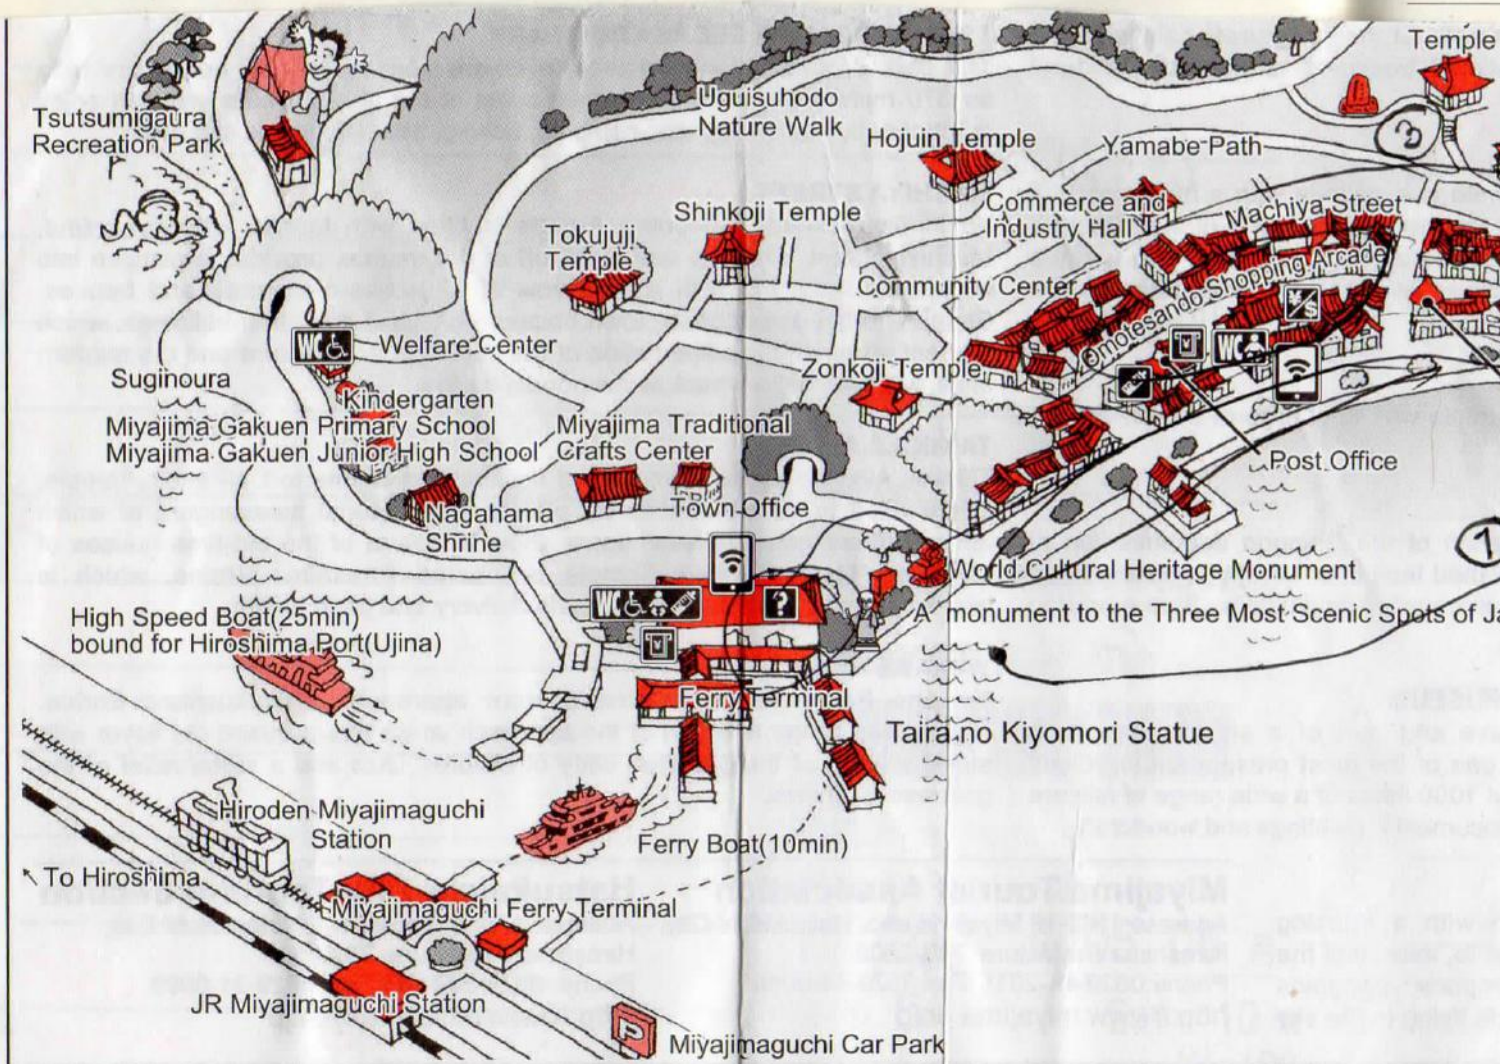 Temple
Tsutsumigaura
Recreation Park
Uguisuhodo
Nature Walk
Hojuin Temple
Yamabe Path
3
Shinkoji Temple
Commerce and
Industry Hall
Machiya Street
Tokujuji
Temple
Community Center
Omotesando Shopping Arcade
WC
Welfare Center
WC
Zonkoji Temple
Suginoura
Kindergarten
Miyajima Gakuen Primary School
Miyajima Gakuen Junior High School
Miyajima Traditional
Crafts Center
Post Office
Nagahama
Shrine
Town Office
1
World Cultural Heritage Monument
A monument to the Three Most Scenic Spots of Ja
WC
?
High Speed Boat(25min)
bound for Hiroshima Port(Ujina)
Ferry Terminal
Taira no Kiyomori Statue
Hiroden Miyajimaguchi
Station
Ferry Boat(10min)
To Hiroshima
Miyajimaguchi Ferry Terminal
JR Miyajimaguchi Station
P
Miyajimaguchi Car Park